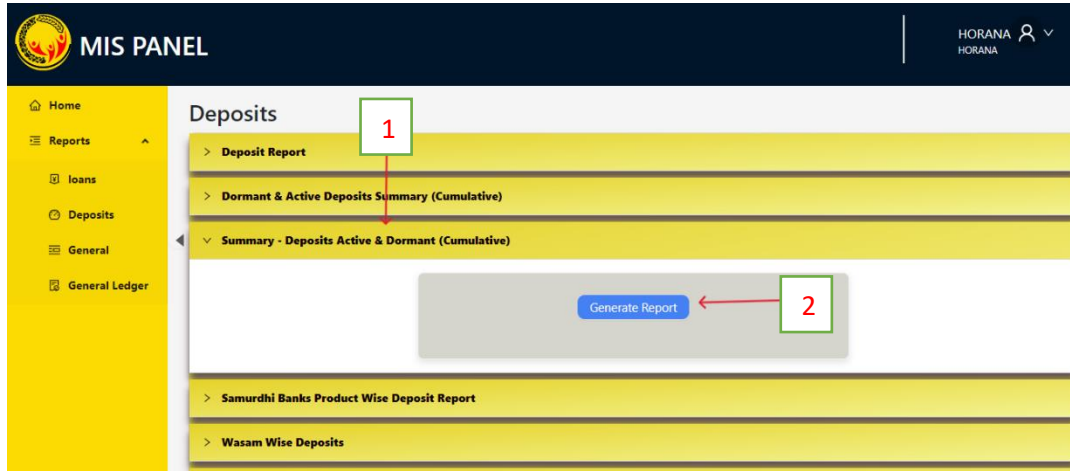 MIS PANEL
HORANA
HORANA
Home
Reports
loans
Deposits
General
General Ledger
Deposits
1
> Deposit Report
> Dormant & Active Deposits Summary (Cumulative)
Summary - Deposits Active & Dormant (Cumulative)
Generate Report
2
> Samurdhi Banks Product Wise Deposit Report
> Wasam Wise Deposits